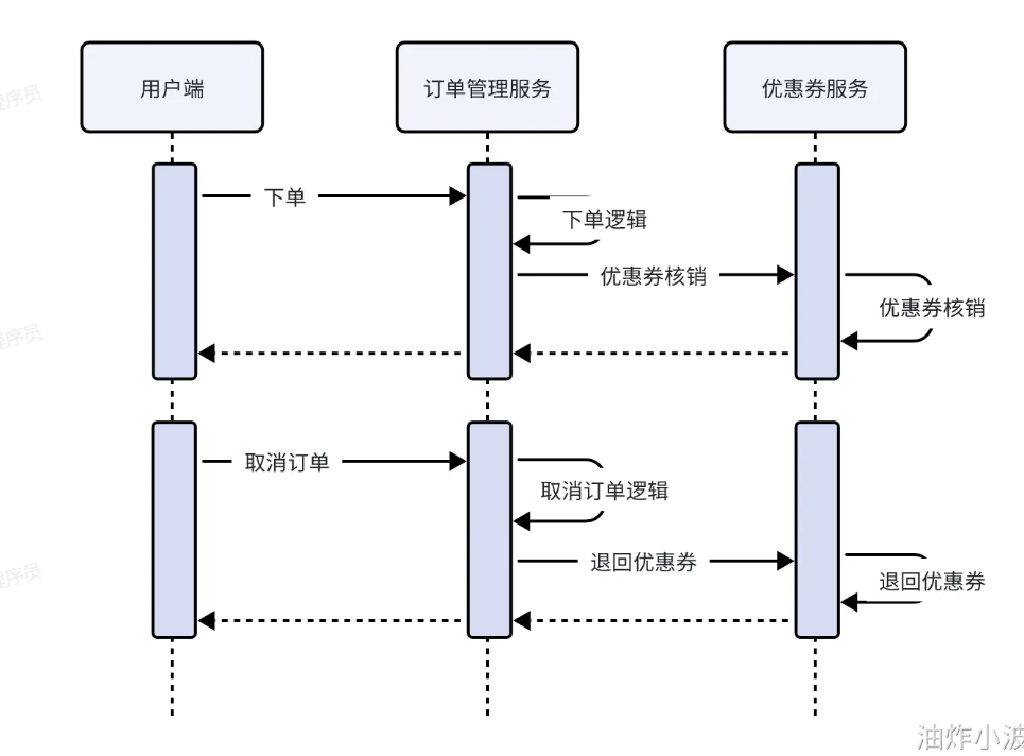 用户端
订单管理服务
优惠券服务
程序员
下单
下单逻辑
优惠券核销
优惠券核销
程序员
取消订单
取消订单逻辑
退回优惠券
退回优惠券
程序员
油炸小波